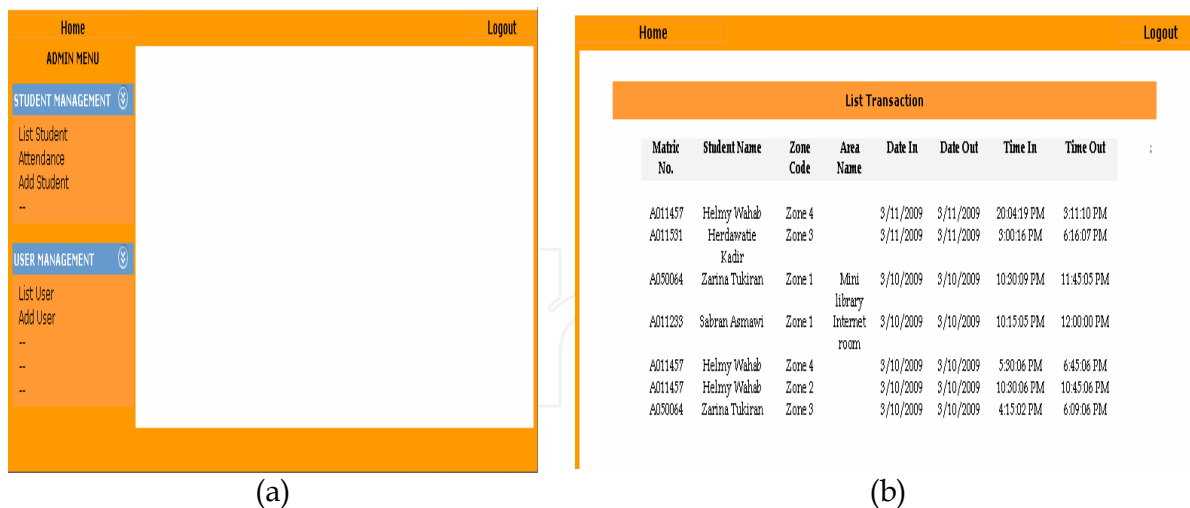 Home Logout
ADMIN MENU
STUDENT MANAGEMENT
List Student
Attendance
Add Student
--
USER MANAGEMENT
List User
Add User
--
--
--
(a)
Home Logout
List Transaction
Matric Student Name Zone Area Date In Date Out Time In Time Out ;
No. Code Name
A011457 Helmy Wahab Zone 4 3/11/2009 3/11/2009 20:04:19 PM 3:11:10 PM
A011531 Herdawatie Zone 3 3/11/2009 3/11/2009 3:00:16 PM 6:16:07 PM
Kadir
A050064 Zarina Tukiran Zone 1 Mini 3/10/2009 3/10/2009 10:30:09 PM 11:45:05 PM
library
A011233 Sabran Asmawi Zone 1 Internet 3/10/2009 3/10/2009 10:15:05 PM 12:00:00 PM
room
A011457 Helmy Wahab Zone 4 3/10/2009 3/10/2009 5:30:06 PM 6:45:06 PM
A011457 Helmy Wahab Zone 2 3/10/2009 3/10/2009 10:30:06 PM 10:45:06 PM
A050064 Zarina Tukiran Zone 3 3/10/2009 3/10/2009 4:15:02 PM 6:09:06 PM
(b)